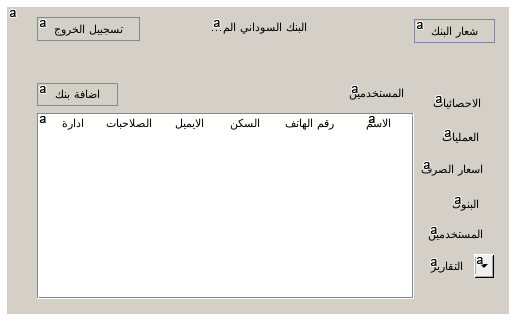 شعار البنك
البنك السوداني الم...
تسجييل الخروج
المستخدمين
اضافة بنك
الاسم رقم الهاتف السكن الايميل الصلاحيات ادارة
الاحصائيات
العمليات
اسعار الصرف
البنوك
المستخدمين
التقارير